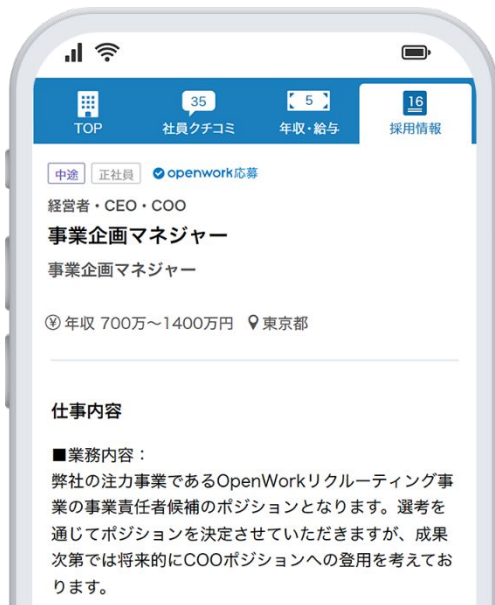 TOP
35
社員クチコミ
5
年収・給与
16
採用情報
中途 正社員 openwork応募
経営者・CEO・COO
事業企画マネジャー
事業企画マネジャー
年収 700万～1400万円 東京都
仕事内容
■業務内容：
弊社の注力事業であるOpenWorkリクルーティング事
業の事業責任者候補のポジションとなります。選考を
通じてポジションを決定させていただきますが、成果
次第では将来的にCOOポジションへの登用を考えてお
ります。